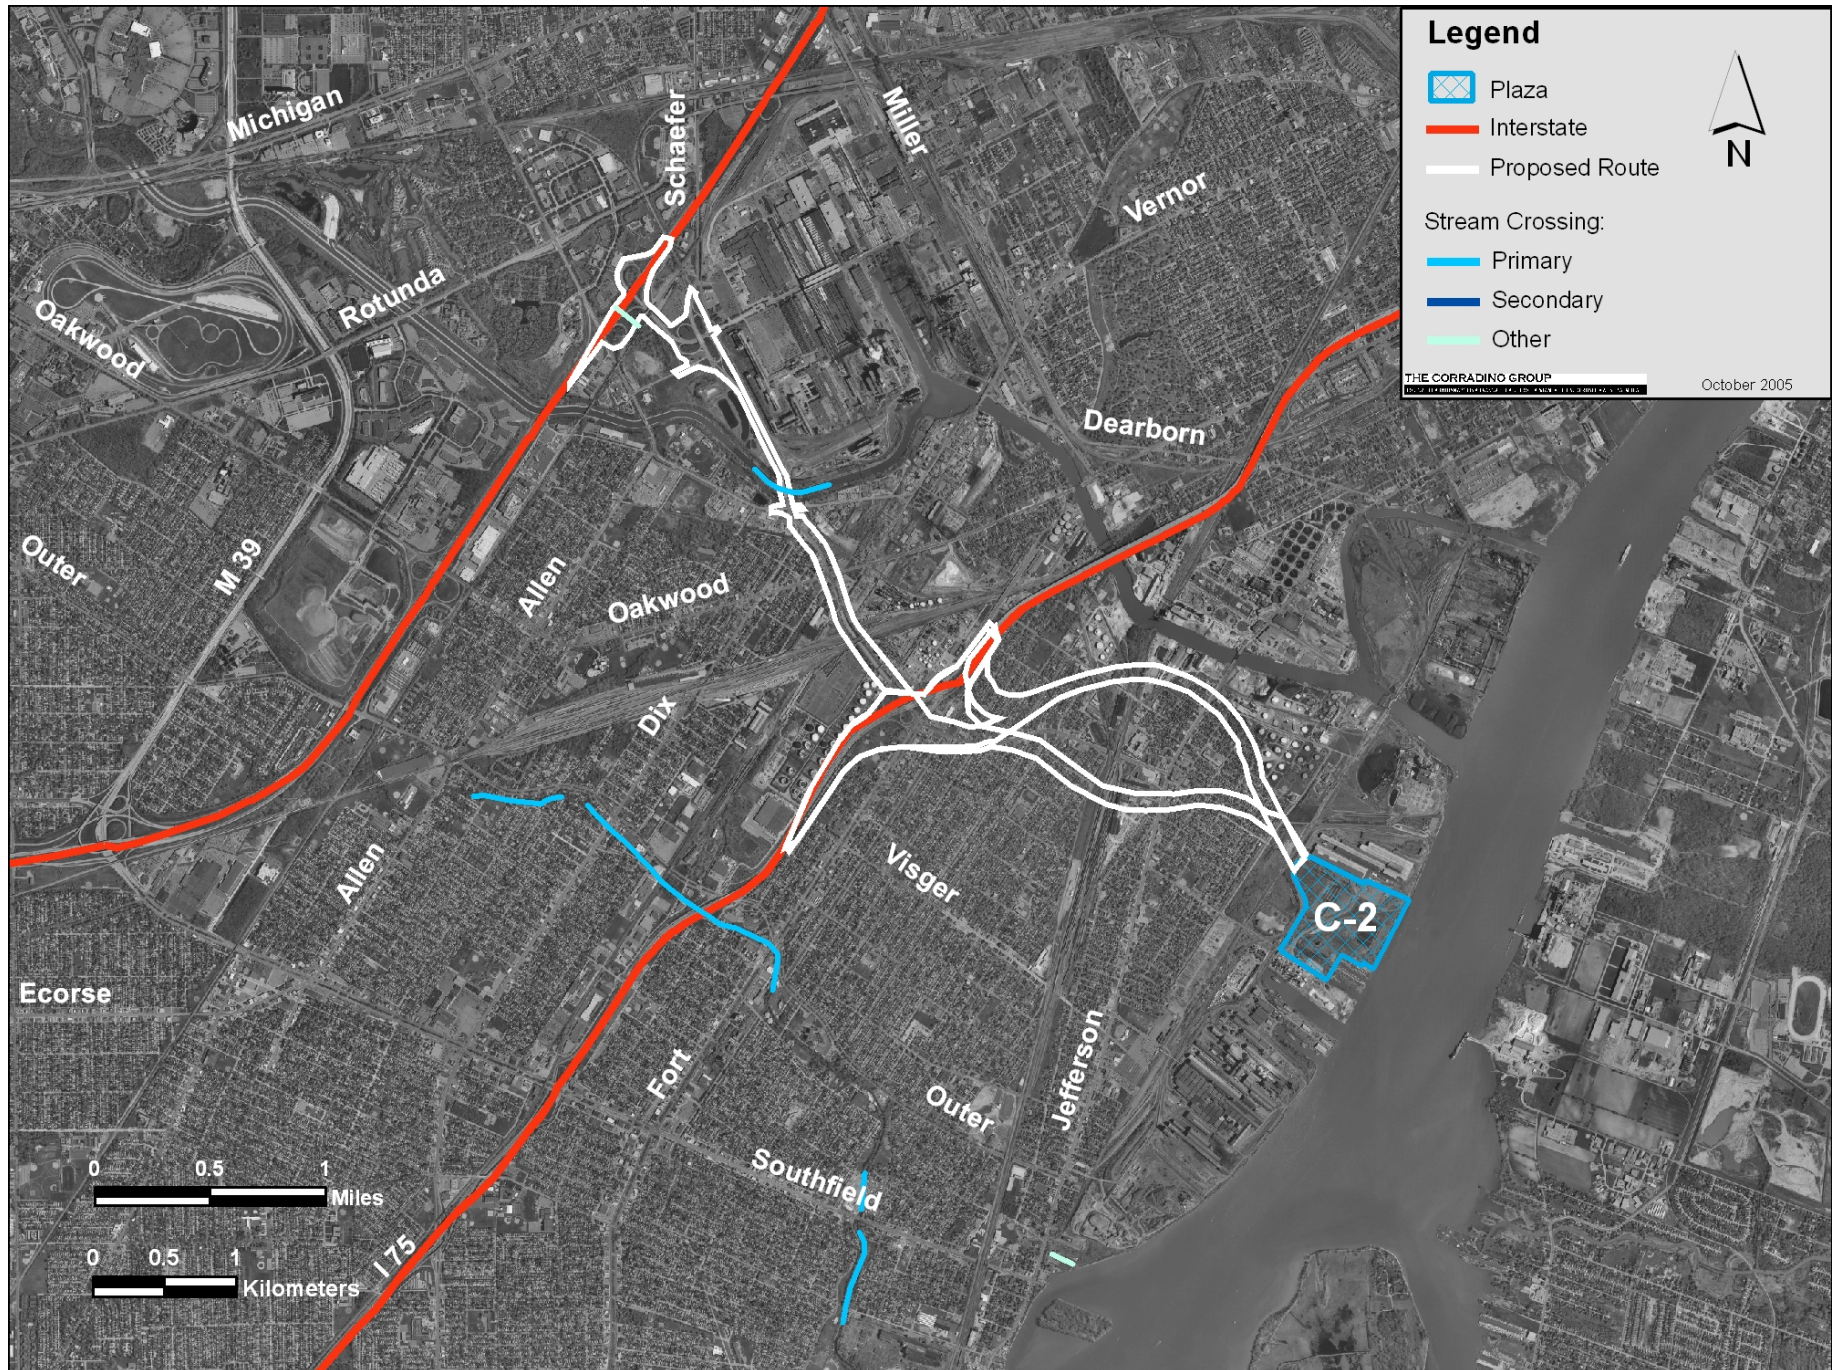 Legend
Plaza
Interstate
Proposed Route
N
Stream Crossing:
Primary
Secondary
Other
THE CORRADINO GROUP
October 2005
Michigan
Schaefer
Miller
Vernor
Rotunda
Oakwood
Dearborn
Outer
M 39
Allen
Oakwood
Dix
Allen
Visger
C-2
Ecorse
Fort
Jefferson
Outer
Southfield
I 75
0 0.5 1
Miles
0 0.5 1
Kilometers